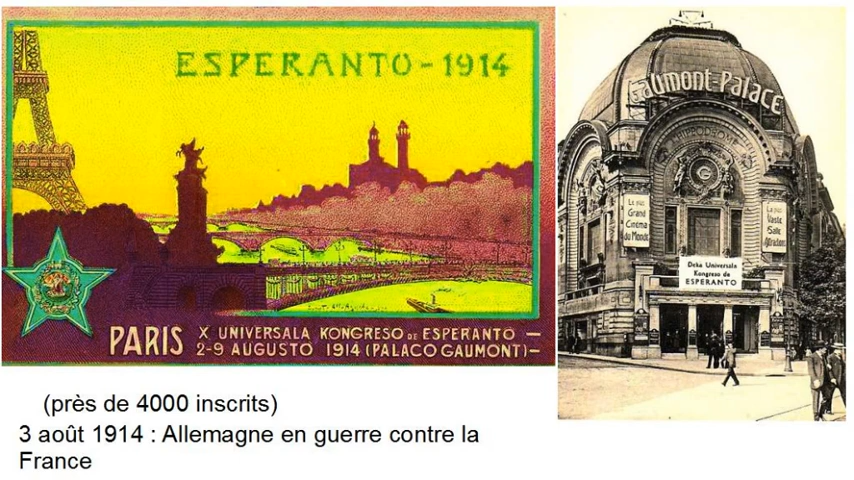 ESPERANTO - 1914
PARIS X UNIVERSALA KONGRESO DE ESPERANTO —
2-9 AUGUSTO 1914 (PALACO GAUMONT) —
Gaumont-Palace
HIPPODROME
G
Le plus
Grand
Cinéma
du Monde
La plus
Vaste
Salle
d'Attractions
Deka Universala
Kongreso de
ESPERANTO
(près de 4000 inscrits)
3 août 1914 : Allemagne en guerre contre la
France